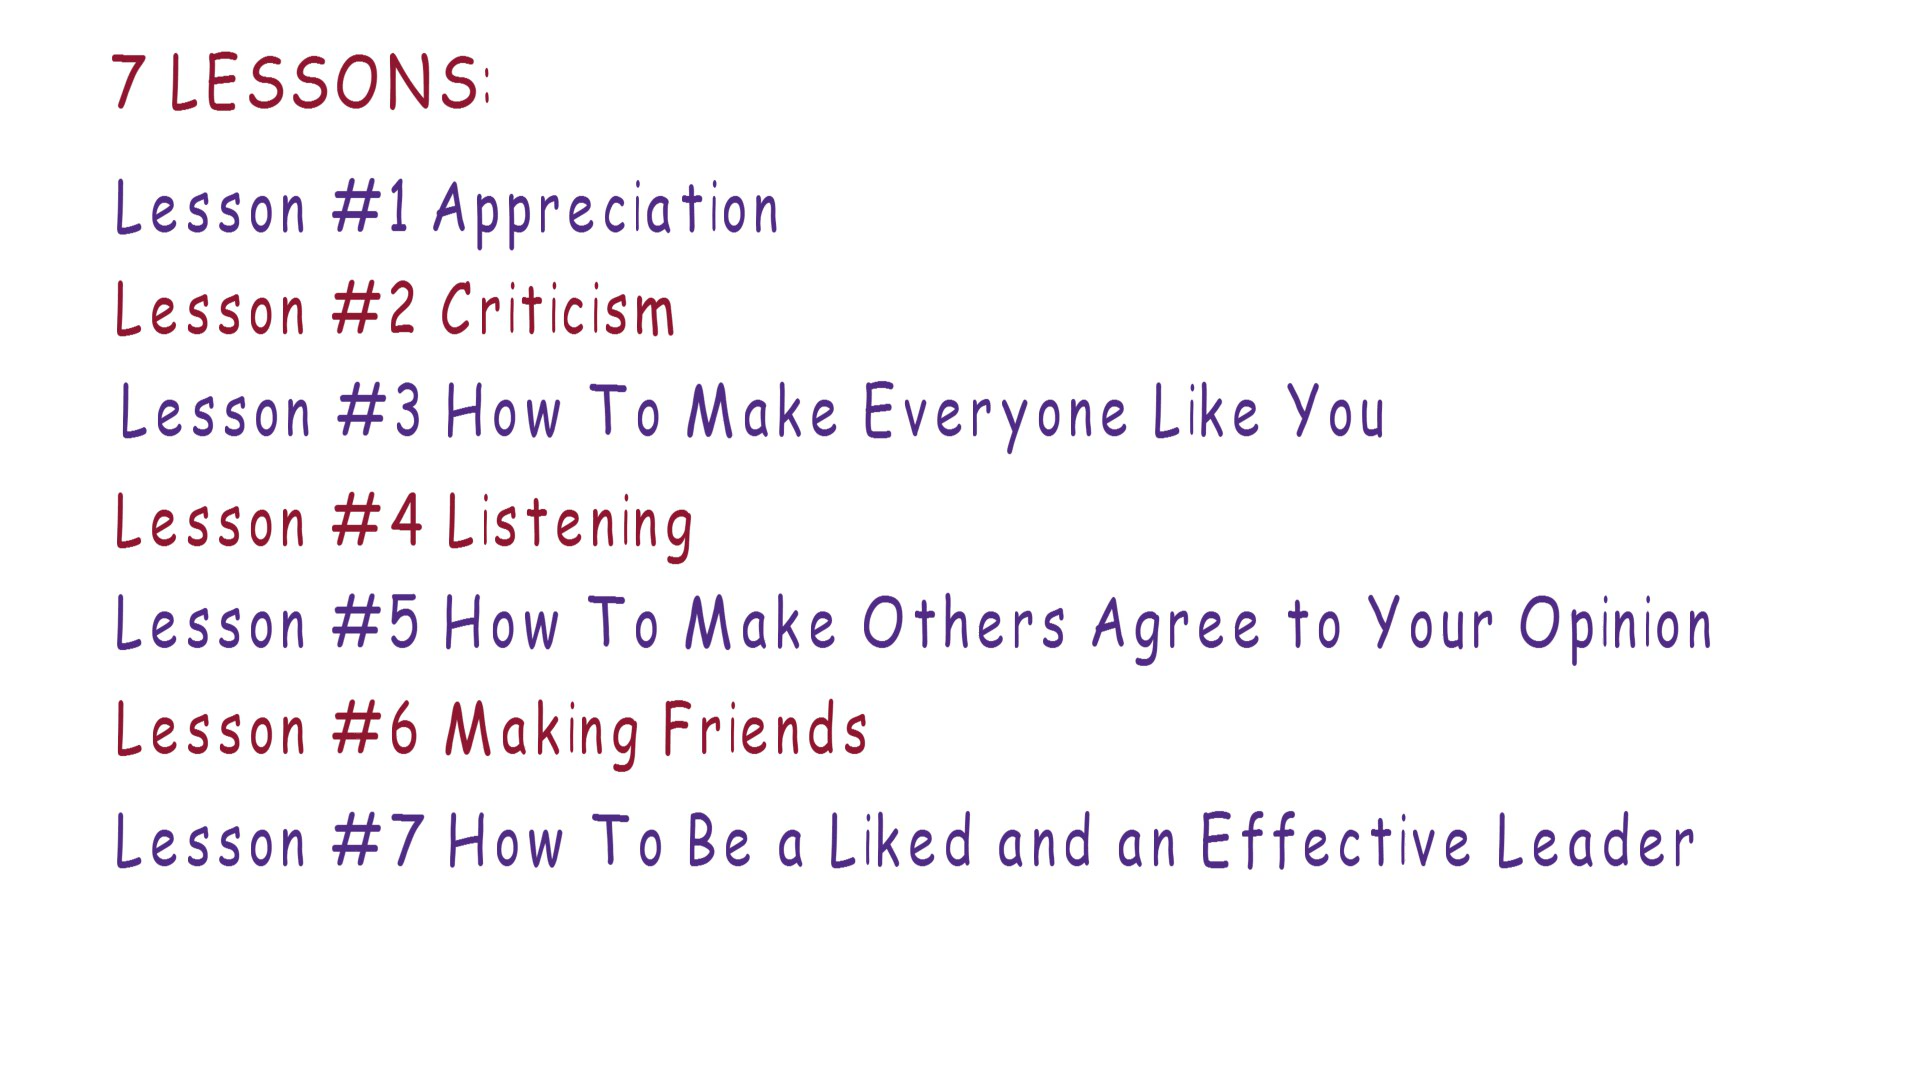 7 LESSONS:
Lesson #1 Appreciation
Lesson #2 Criticism
Lesson #3 How To Make Everyone Like You
Lesson #4 Listening
Lesson #5 How To Make Others Agree to Your Opinion
Lesson #6 Making Friends
Lesson #7 How To Be a Liked and an Effective Leader